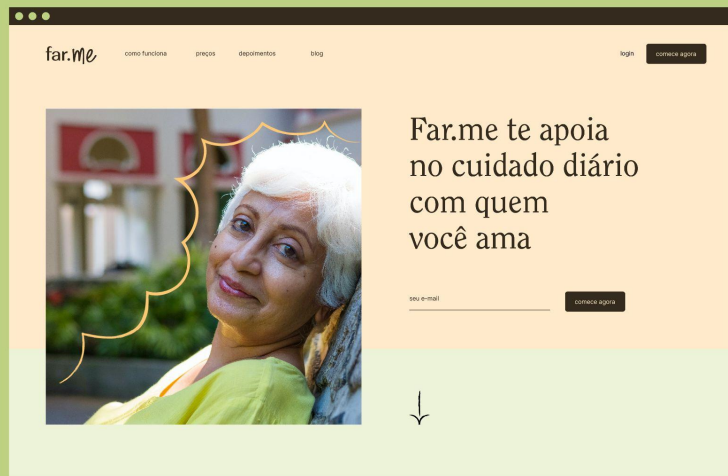 far.me
como funciona
preços
depoimentos
blog
login
comece agora
Far.me te apoia
no cuidado diário
com quem
você ama
seu e-mail
comece agora